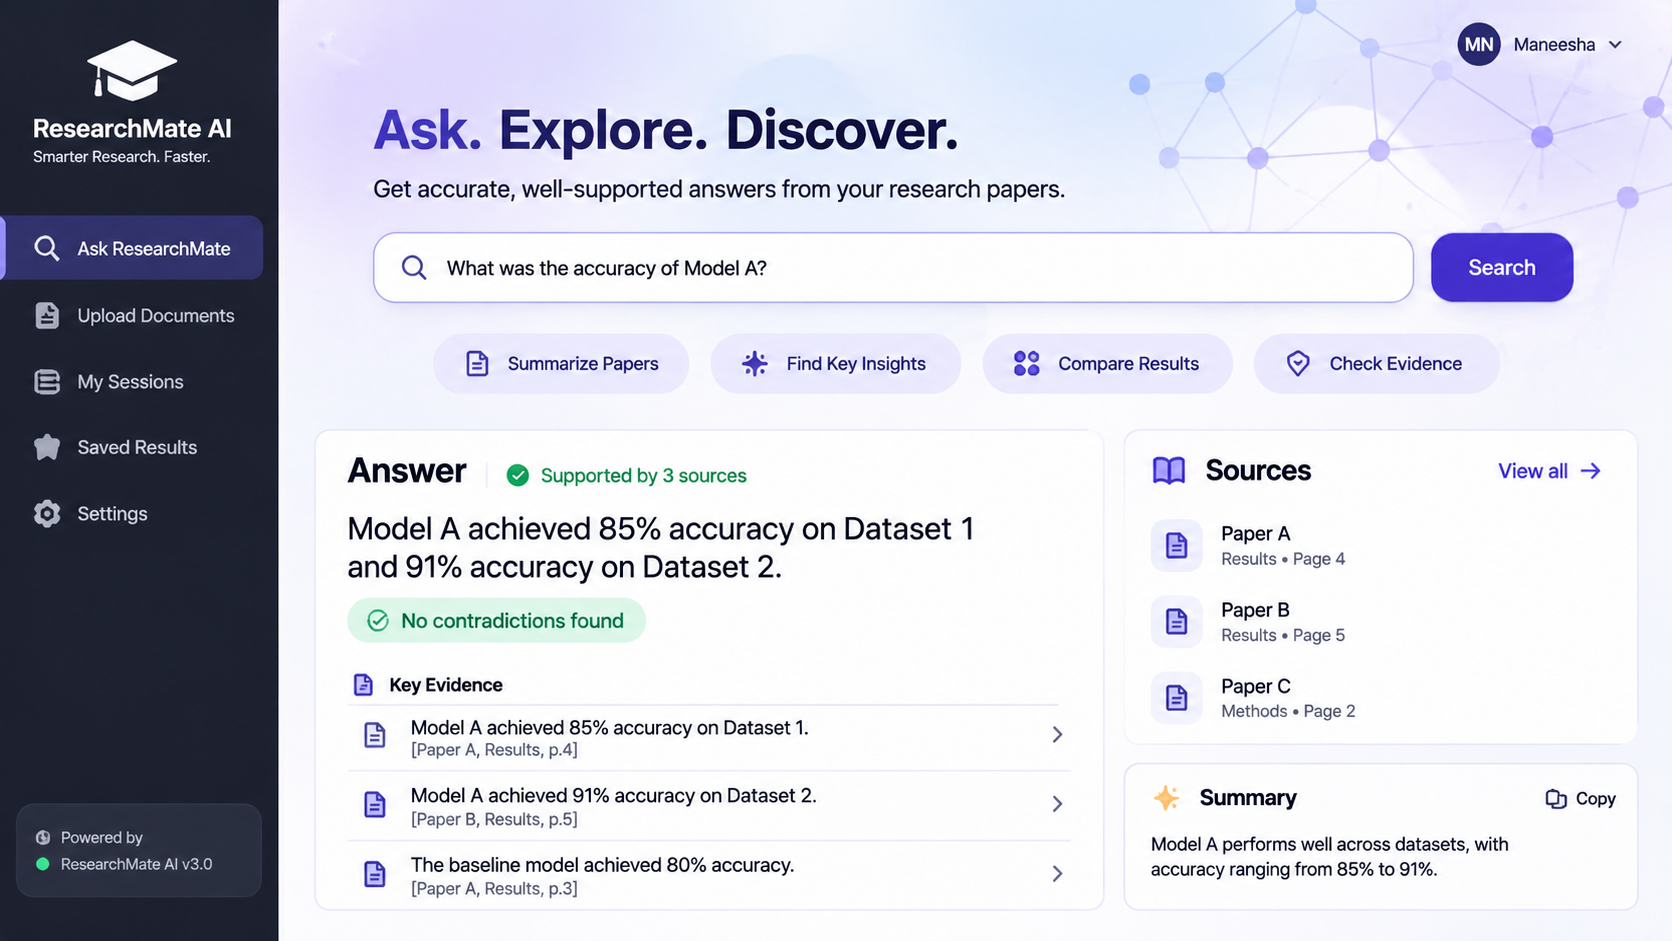 ResearchMate AI
Smarter Research. Faster.
Ask ResearchMate
Upload Documents
My Sessions
Saved Results
Settings
Powered by
ResearchMate AI v3.0
MN Maneesha
Ask. Explore. Discover.
Get accurate, well-supported answers from your research papers.
What was the accuracy of Model A?
Search
Summarize Papers
Find Key Insights
Compare Results
Check Evidence
Answer
Supported by 3 sources
Model A achieved 85% accuracy on Dataset 1
and 91% accuracy on Dataset 2.
No contradictions found
Key Evidence
Model A achieved 85% accuracy on Dataset 1.
[Paper A, Results, p.4]
Model A achieved 91% accuracy on Dataset 2.
[Paper B, Results, p.5]
The baseline model achieved 80% accuracy.
[Paper A, Results, p.3]
Sources
View all →
Paper A
Results • Page 4
Paper B
Results • Page 5
Paper C
Methods • Page 2
Summary
Copy
Model A performs well across datasets, with
accuracy ranging from 85% to 91%.